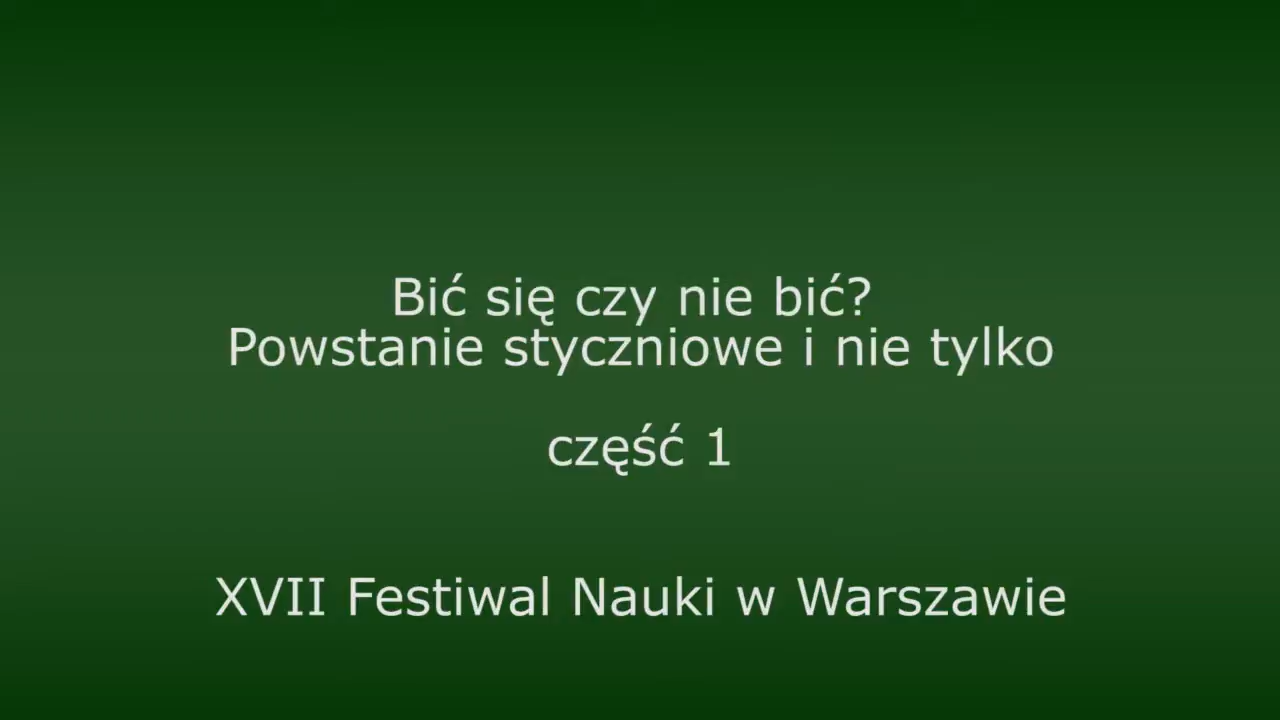 Bić się czy nie bić?
Powstanie styczniowe i nie tylko
część 1
XVII Festiwal Nauki w Warszawie